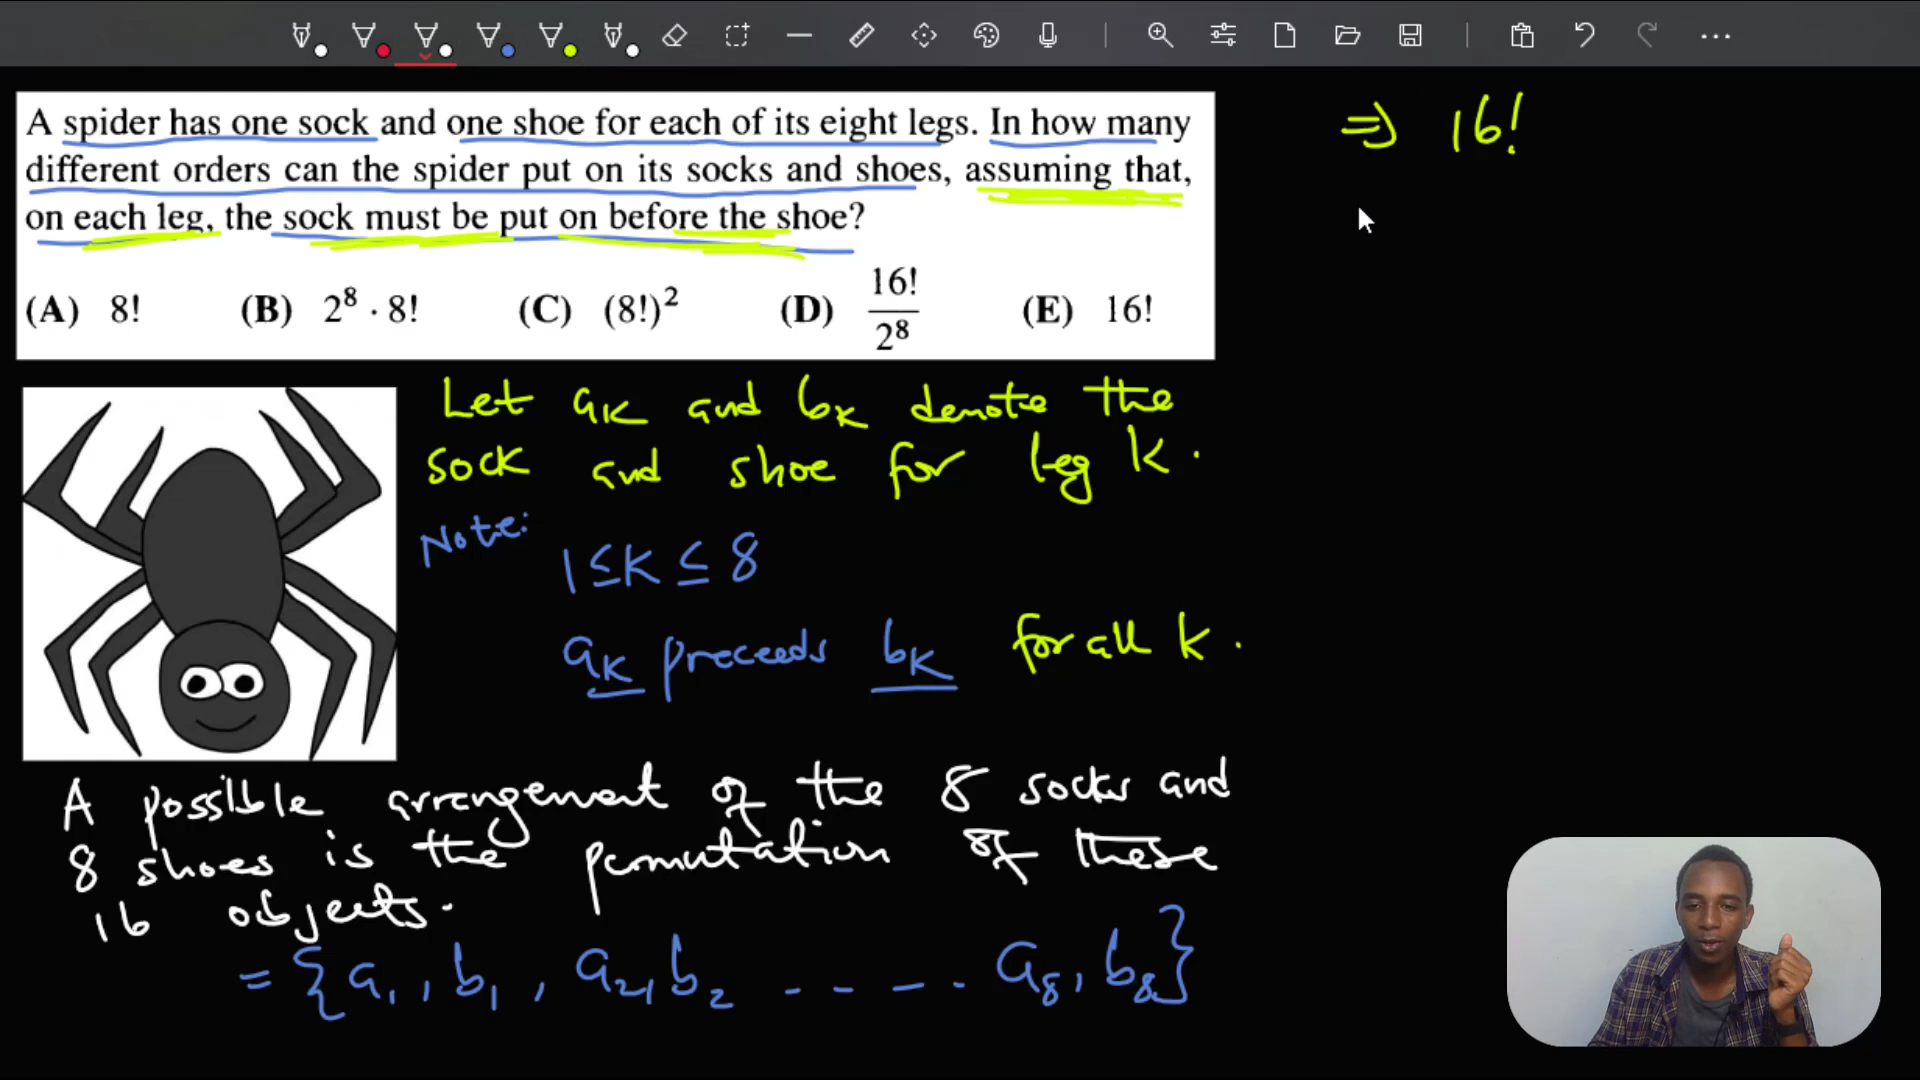 A spider has one sock and one shoe for each of its eight legs. In how many
different orders can the spider put on its socks and shoes, assuming that,
on each leg, the sock must be put on before the shoe?
(A) 8! (B) 2⁸ · 8! (C) (8!)² (D) 16!/2⁸ (E) 16!
⇒ 16!
Let aₖ and bₖ denote the
sock and shoe for leg k.
Note:
1 ≤ K ≤ 8
aₖ preceeds bₖ for all k.
A possible arrangement of the 8 socks and
8 shoes is the permutation of these
16 objects.
= {a₁, b₁, a₂, b₂ - - - - . a₈, b₈}